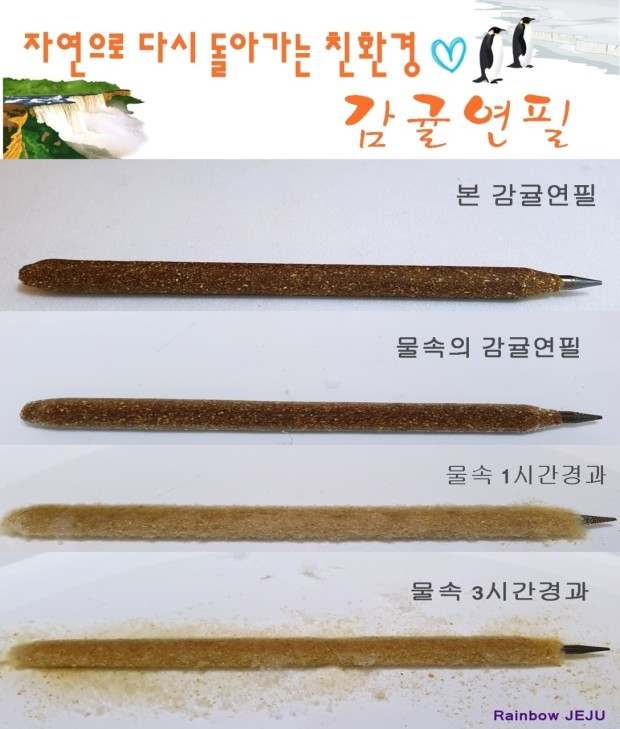 자연으로 다시 돌아가는 친환경
감귤연필
본 감귤연필
물속의 감귤연필
물속 1시간경과
물속 3시간경과
Rainbow JEJU